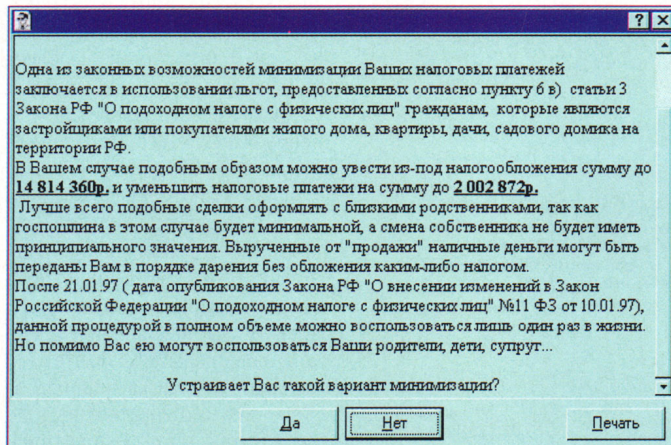 Одна из законных возможностей минимизации Ваших налоговых платежей
заключается в использовании льгот, предоставленных согласно пункту 6 в) статьи 3
Закона РФ "О подоходном налоге с физических лиц" гражданам, которые являются
застройщиками или покупателями жилого дома, квартиры, дачи, садового домика на
территории РФ.
В Вашем случае подобным образом можно увести из-под налогообложения сумму до
14 814 360р. и уменьшить налоговые платежи на сумму до 2 002 872р.
Лучше всего подобные сделки оформлять с близкими родственниками, так как
госпошлина в этом случае будет минимальной, а смена собственника не будет иметь
принципиального значения. Вырученные от "продажи" наличные деньги могут быть
переданы Вам в порядке дарения без обложения каким-либо налогом.
После 21.01.97 ( дата опубликования Закона РФ "О внесении изменений в Закон
Российской Федерации "О подоходном налоге с физических лиц" №11 ФЗ от 10.01.97),
данной процедурой в полном объеме можно воспользоваться лишь один раз в жизни.
Но помимо Вас ею могут воспользоваться Ваши родители, дети, супруг...
Устраивает Вас такой вариант минимизации?
Да Нет Печать